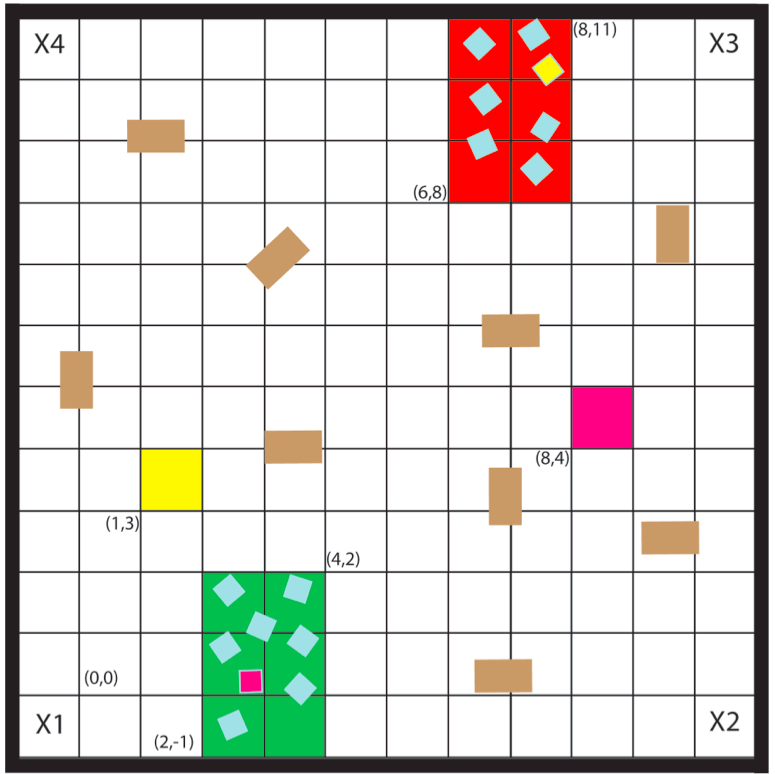 X4
(8,11)
X3
(6,8)
(8,4)
(1,3)
(4,2)
(0,0)
X1
(2,-1)
X2